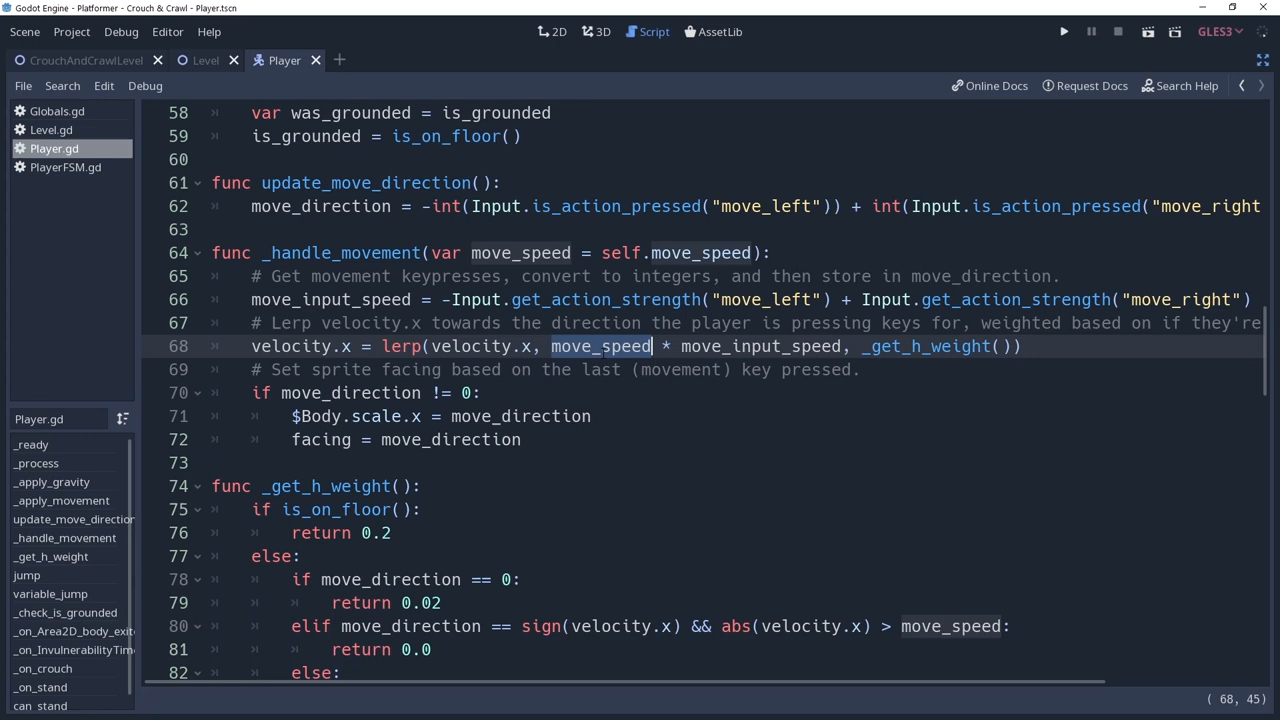 Godot Engine - Platformer - Crouch & Crawl - Player.tscn
Scene Project Debug Editor Help 2D 3D Script AssetLib GLES3
CrouchAndCrawlLevel Level Player
File Search Edit Debug Online Docs Request Docs Search Help
Globals.gd
Level.gd
Player.gd
PlayerFSM.gd
Player.gd
_ready
_process
_apply_gravity
_apply_movement
update_move_direction
_handle_movement
_get_h_weight
jump
variable_jump
_check_is_grounded
_on_Area2D_body_exite
_on_InvulnerabilityTime
_on_crouch
_on_stand
can_stand
58 var was_grounded = is_grounded
59 is_grounded = is_on_floor()
60
61 func update_move_direction():
62 move_direction = -int(Input.is_action_pressed("move_left")) + int(Input.is_action_pressed("move_right
63
64 func _handle_movement(var move_speed = self.move_speed):
65 # Get movement keypresses, convert to integers, and then store in move_direction.
66 move_input_speed = -Input.get_action_strength("move_left") + Input.get_action_strength("move_right")
67 # Lerp velocity.x towards the direction the player is pressing keys for, weighted based on if they're
68 velocity.x = lerp(velocity.x, move_speed * move_input_speed, _get_h_weight())
69 # Set sprite facing based on the last (movement) key pressed.
70 if move_direction != 0:
71 $Body.scale.x = move_direction
72 facing = move_direction
73
74 func _get_h_weight():
75 if is_on_floor():
76 return 0.2
77 else:
78 if move_direction == 0:
79 return 0.02
80 elif move_direction == sign(velocity.x) && abs(velocity.x) > move_speed:
81 return 0.0
82 else:
( 68, 45)